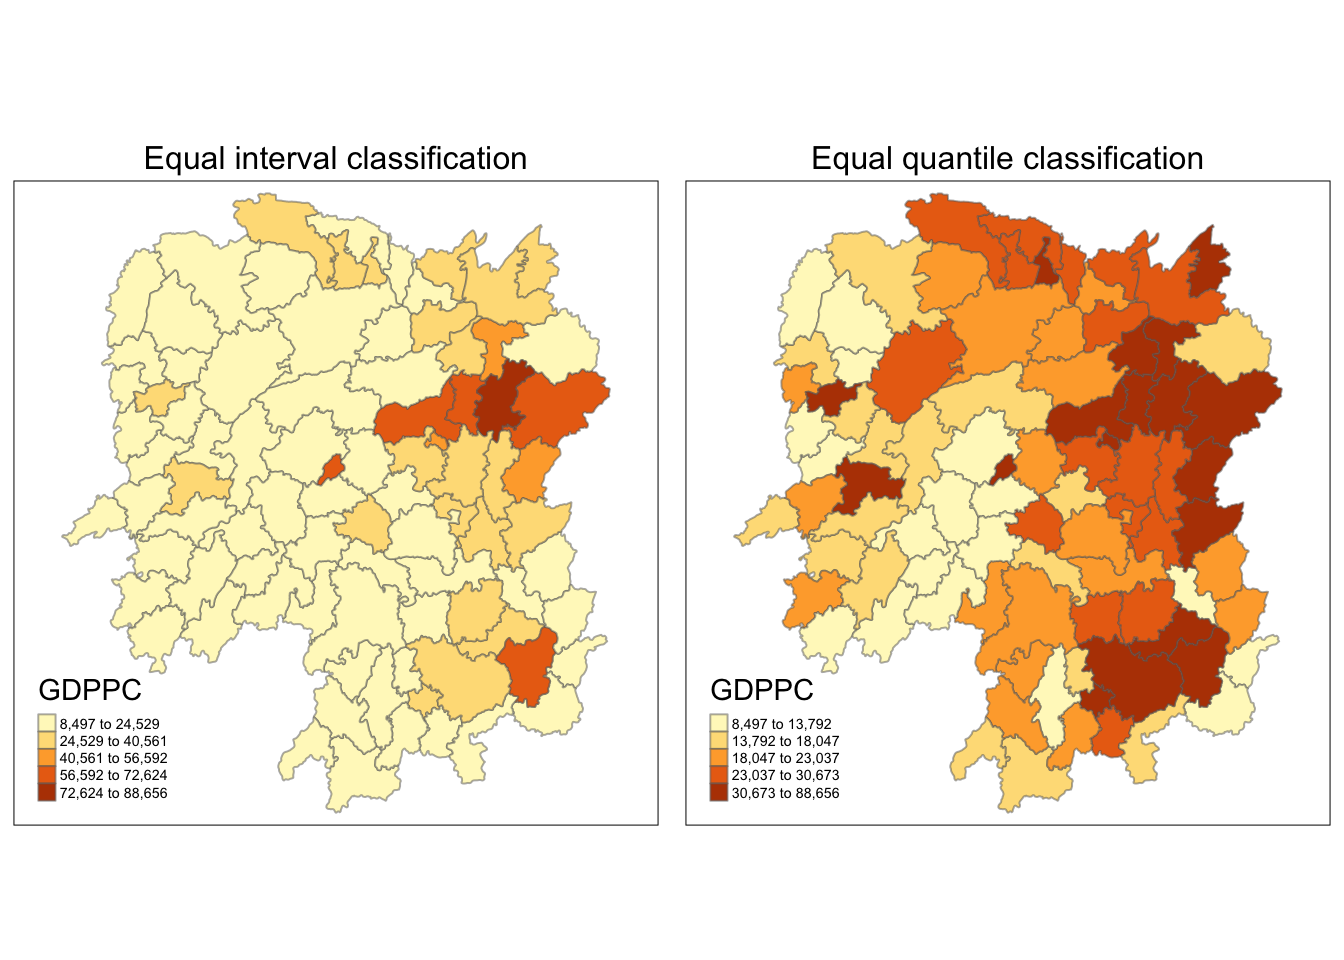 Equal interval classification
GDPPC
8,497 to 24,529
24,529 to 40,561
40,561 to 56,592
56,592 to 72,624
72,624 to 88,656
Equal quantile classification
GDPPC
8,497 to 13,792
13,792 to 18,047
18,047 to 23,037
23,037 to 30,673
30,673 to 88,656